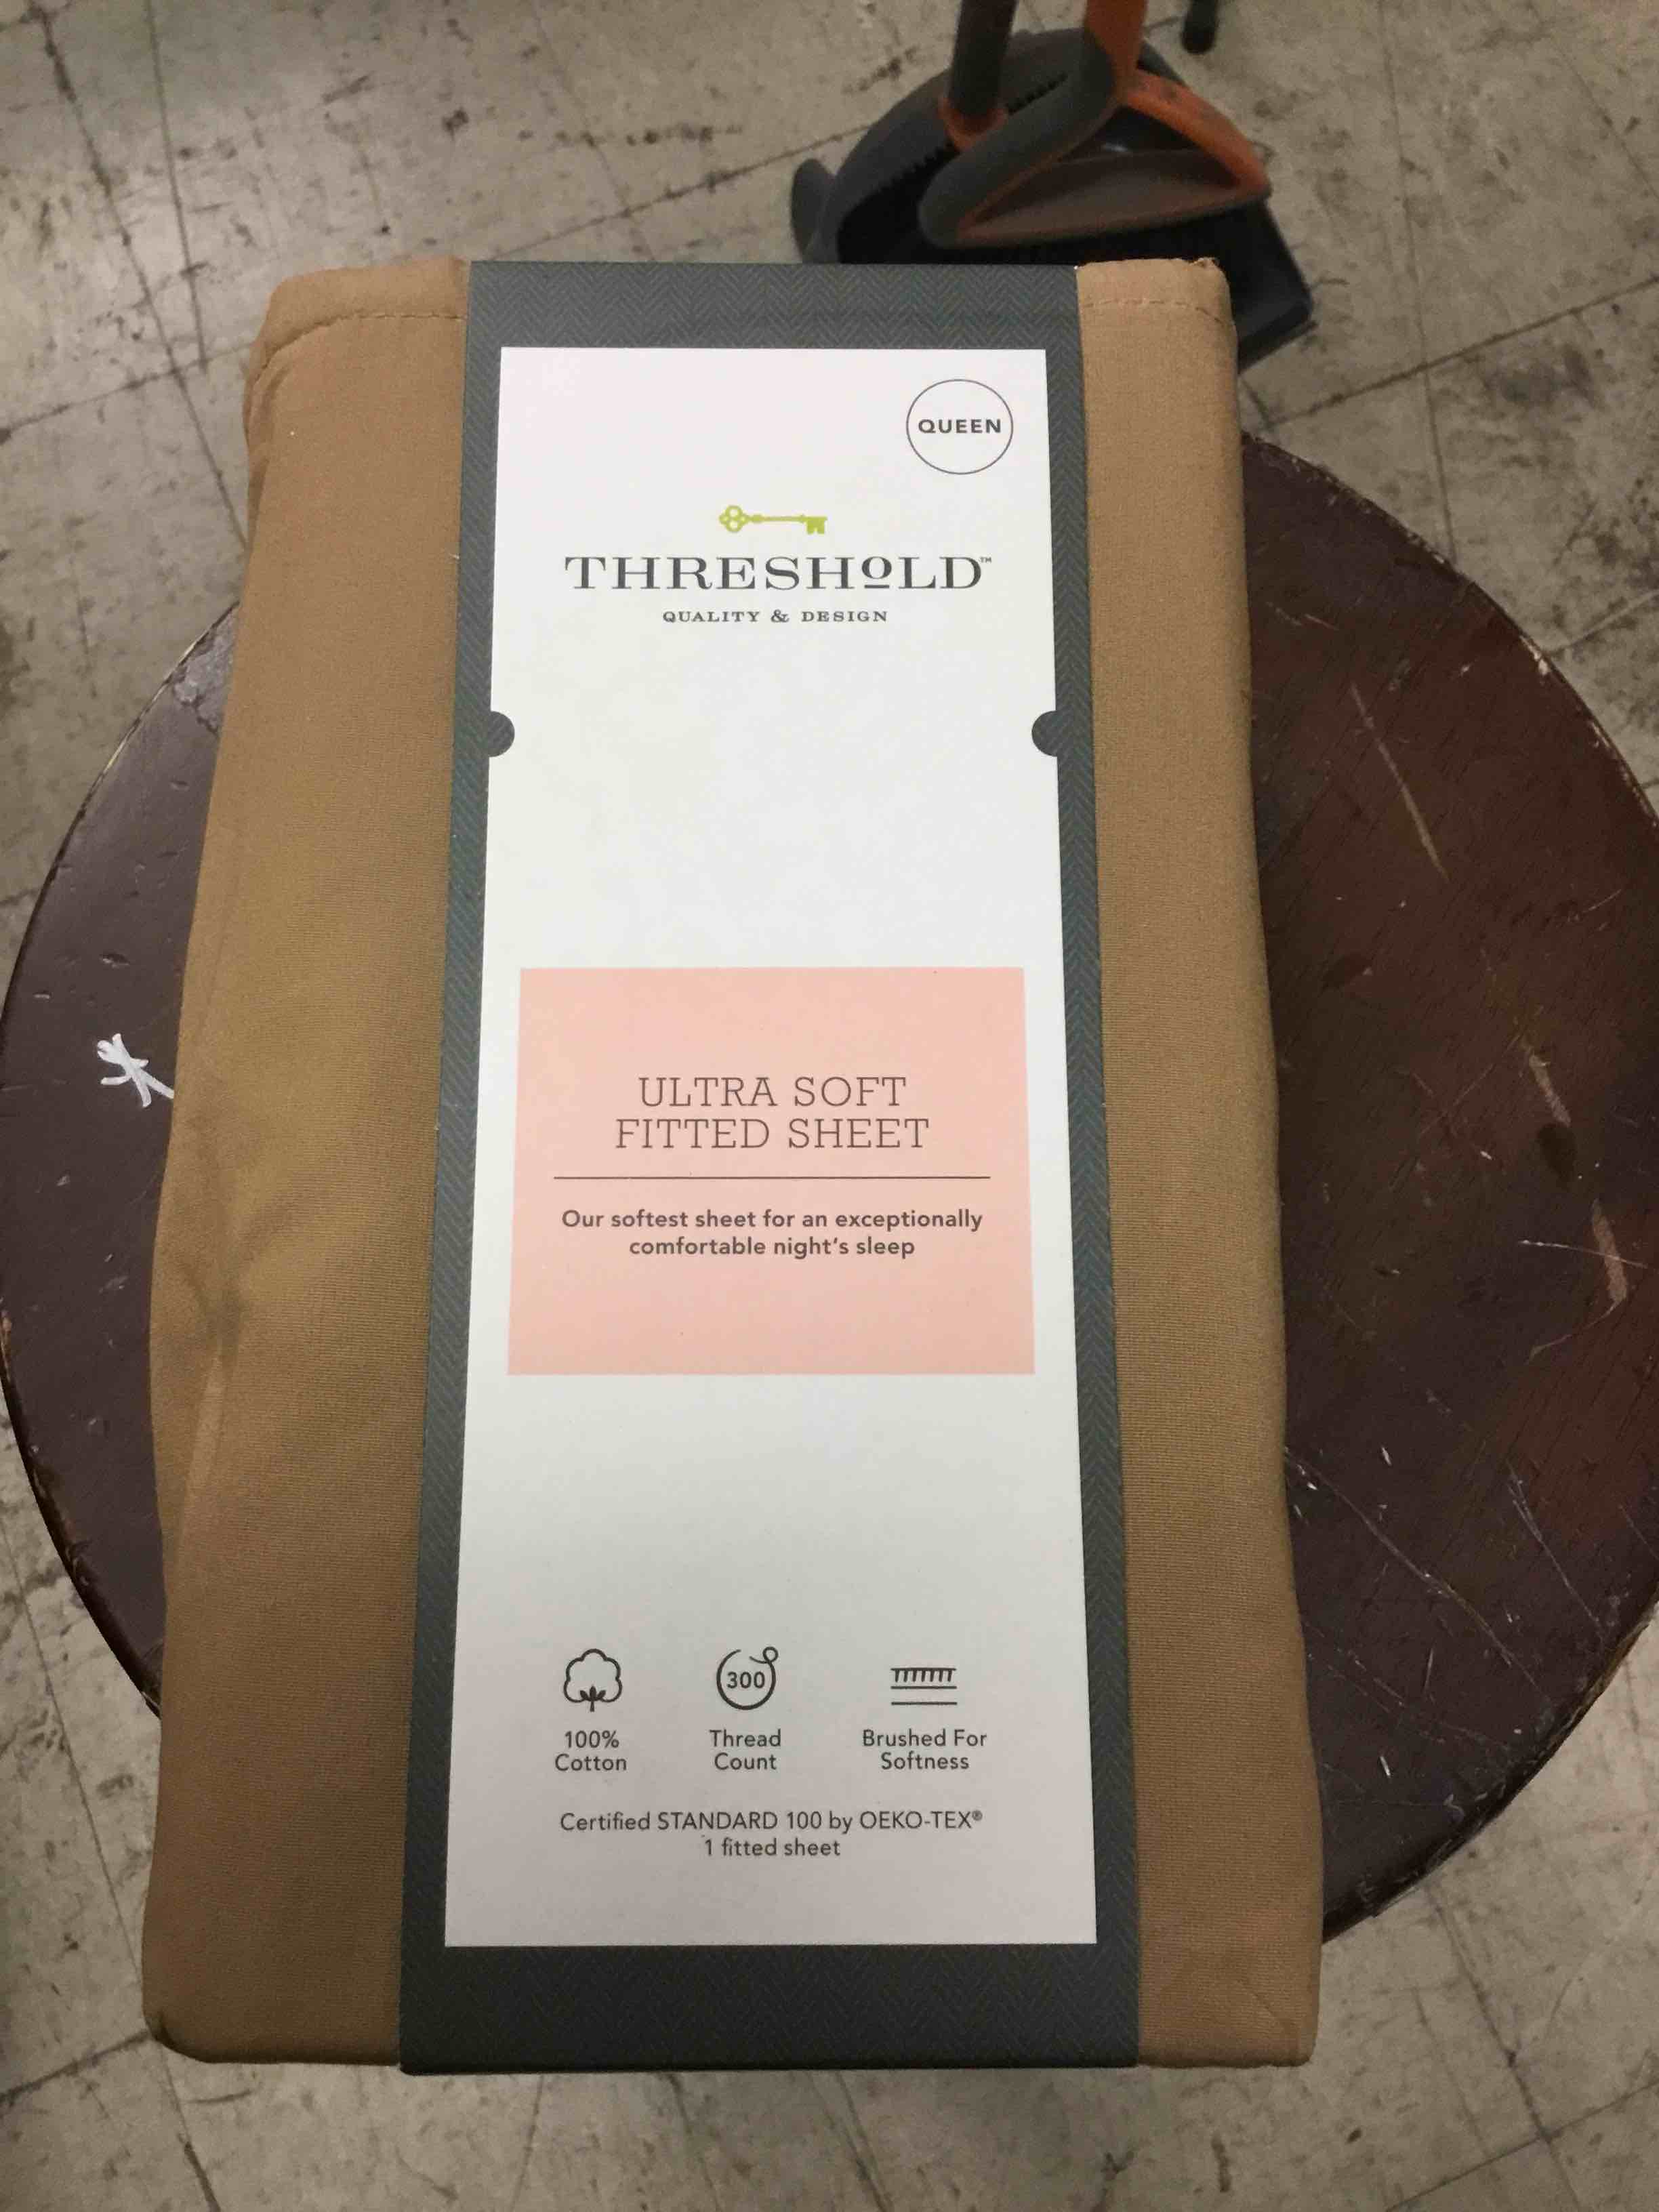 QUEEN
THRESHOLD™
QUALITY & DESIGN
ULTRA SOFT
FITTED SHEET
Our softest sheet for an exceptionally
comfortable night's sleep
300
100% Cotton
Thread Count
Brushed For Softness
Certified STANDARD 100 by OEKO-TEX®
1 fitted sheet